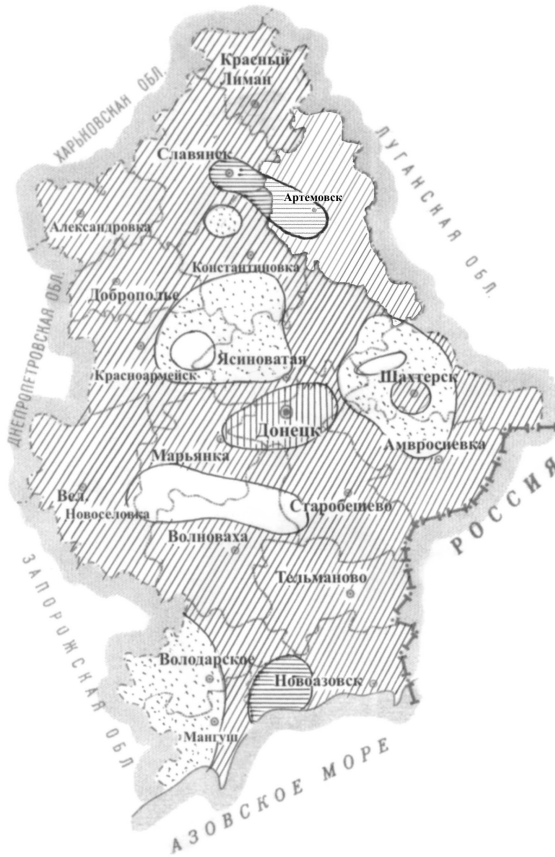 Красный
Лиман
ХАРЬКОВСКАЯ ОБЛ.
ЛУГАНСКАЯ ОБЛ.
Славянск
Артемовск
Александровка
Константиновка
Доброполье
ДНЕПРОПЕТРОВСКАЯ ОБЛ.
Красноармейск
Ясиноватая
Шахтерск
Донецк
Марьянка
Амвросиевка
РОССИЯ
Вел.
Новоселовка
Старобешево
Волноваха
Тельманово
ЗАПОРОЖСКАЯ ОБЛ
Володарское
Новоазовск
Мангуш
АЗОВСКОЕ МОРЕ